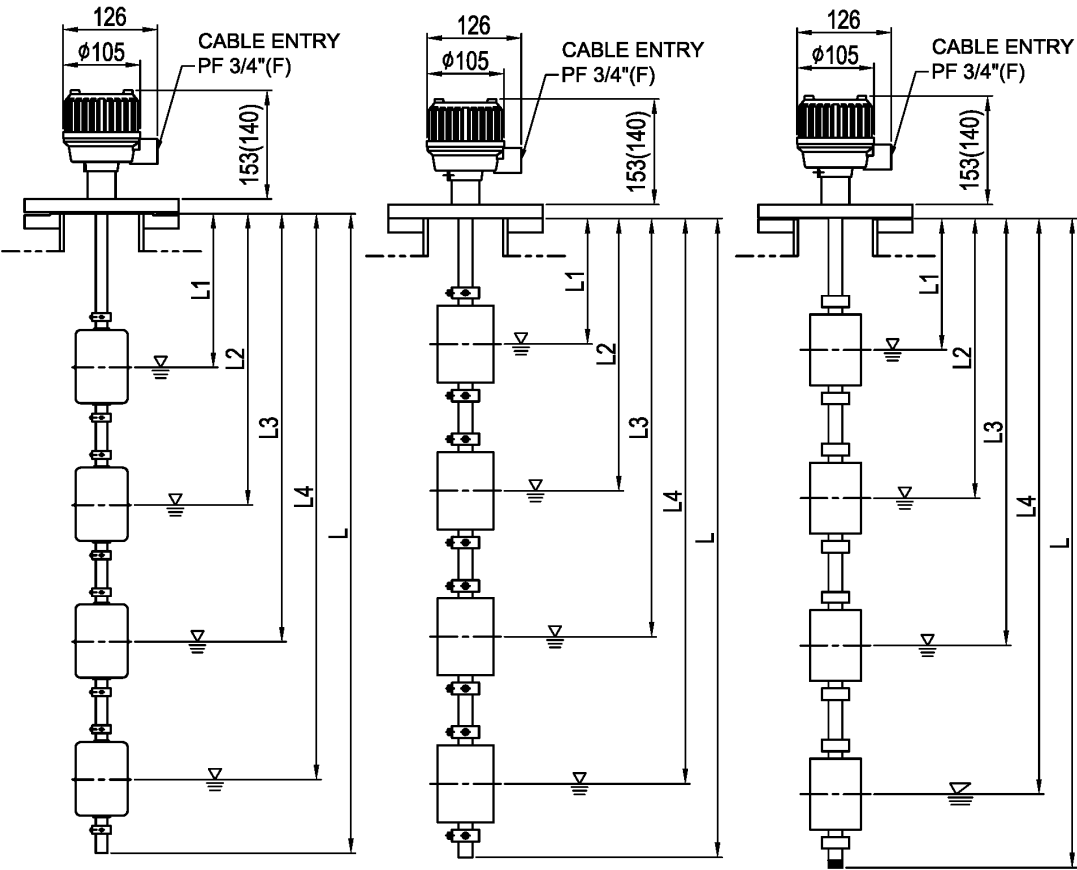 126
ϕ105
CABLE ENTRY
PF 3/4"(F)
153(140)
L1
L2
L3
L4
L
126
ϕ105
CABLE ENTRY
PF 3/4"(F)
153(140)
L1
L2
L3
L4
L
126
ϕ105
CABLE ENTRY
PF 3/4"(F)
153(140)
L1
L2
L3
L4
L